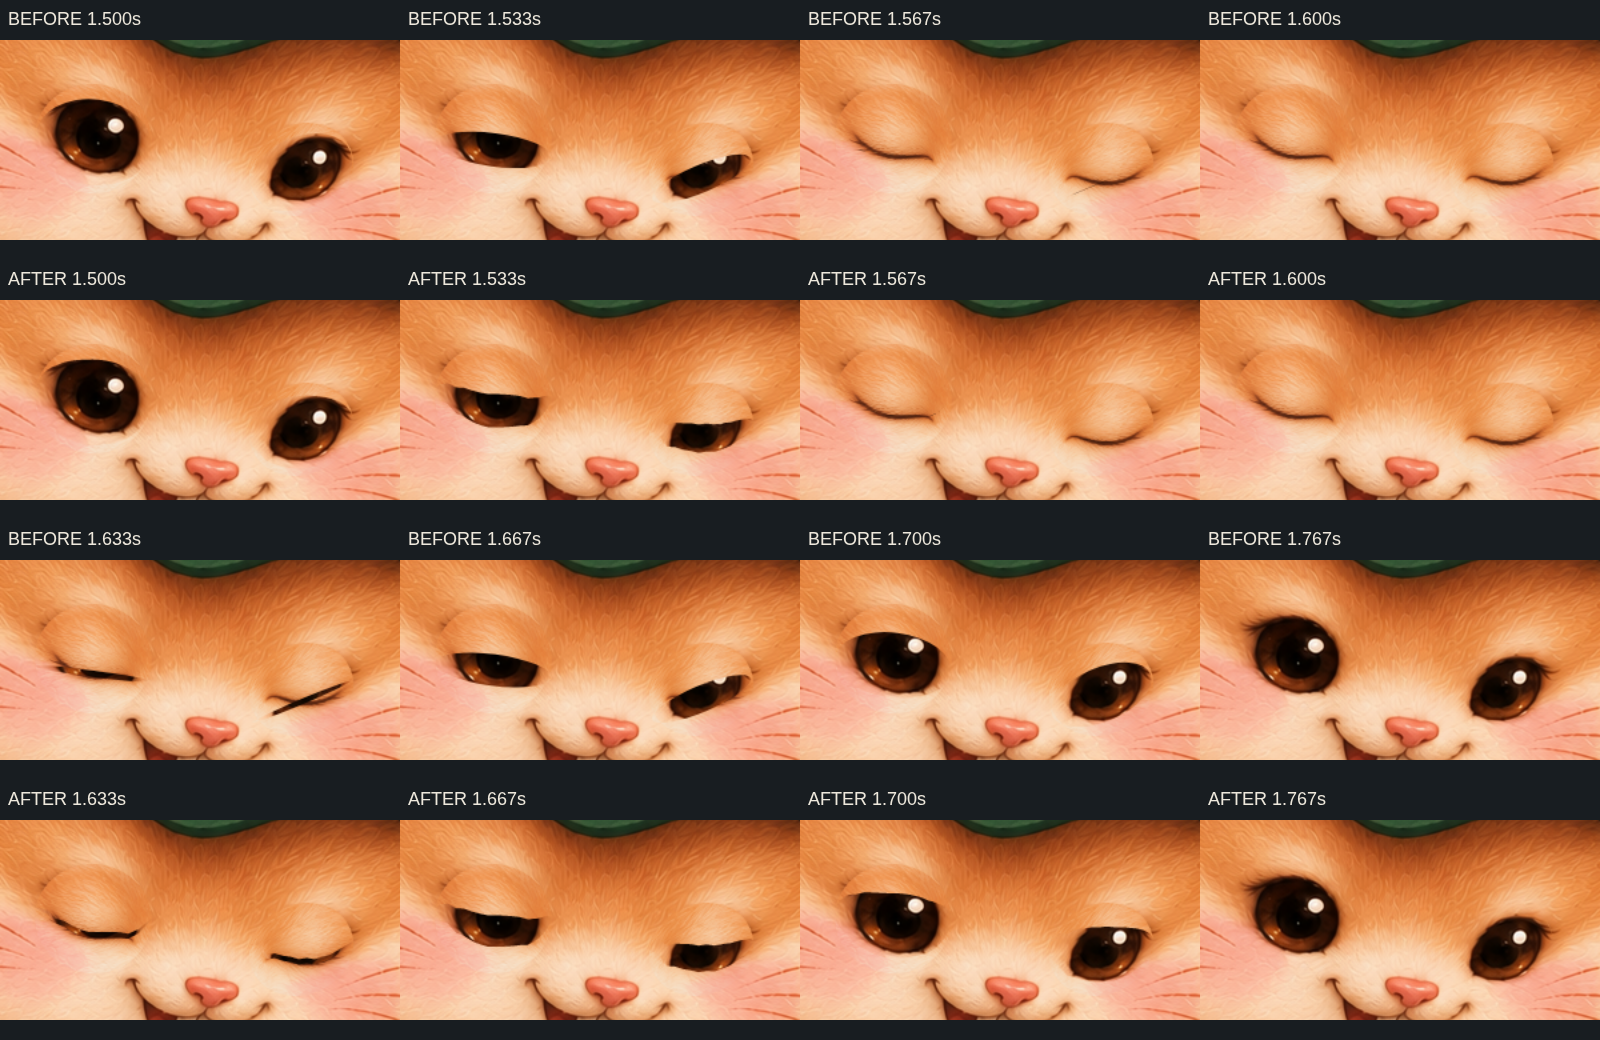 BEFORE 1.500s
BEFORE 1.533s
BEFORE 1.567s
BEFORE 1.600s
AFTER 1.500s
AFTER 1.533s
AFTER 1.567s
AFTER 1.600s
BEFORE 1.633s
BEFORE 1.667s
BEFORE 1.700s
BEFORE 1.767s
AFTER 1.633s
AFTER 1.667s
AFTER 1.700s
AFTER 1.767s